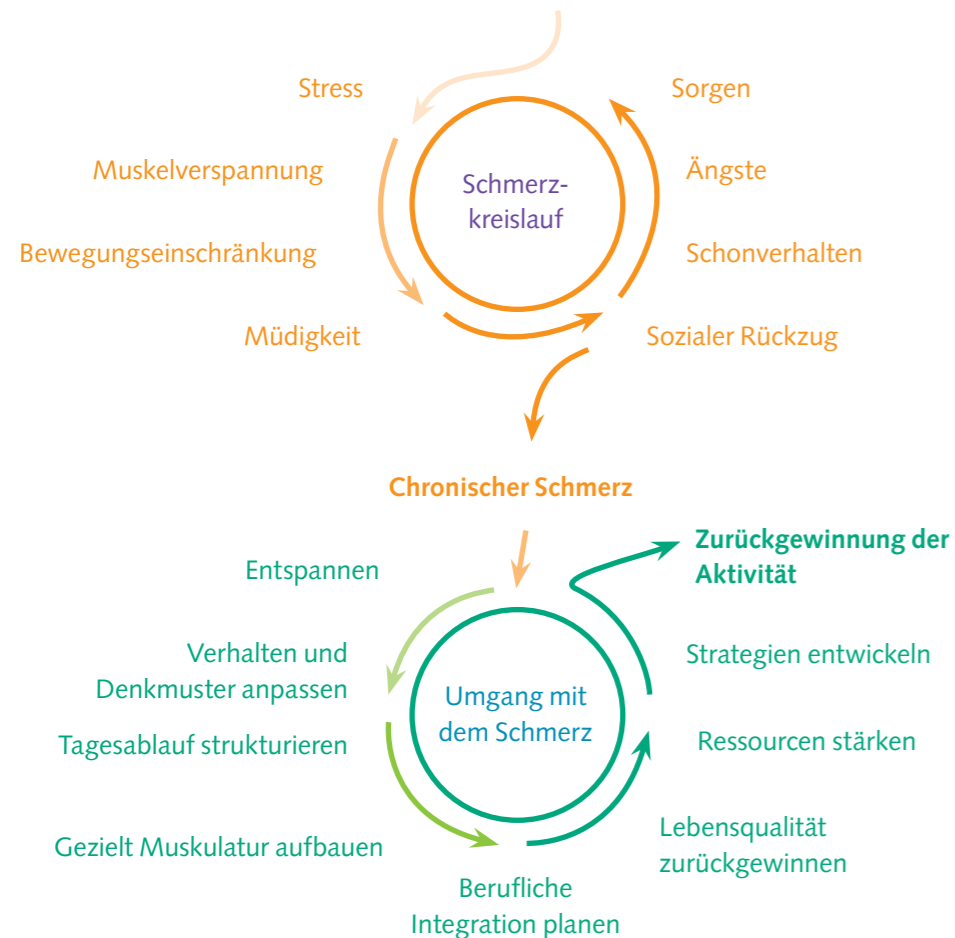 Stress
Sorgen
Muskelverspannung
Ängste
Schmerz-
kreislauf
Bewegungseinschränkung
Schonverhalten
Müdigkeit
Sozialer Rückzug
Chronischer Schmerz
Zurückgewinnung der
Aktivität
Entspannen
Verhalten und
Denkmuster anpassen
Strategien entwickeln
Umgang mit
dem Schmerz
Tagesablauf strukturieren
Ressourcen stärken
Gezielt Muskulatur aufbauen
Lebensqualität
zurückgewinnen
Berufliche
Integration planen